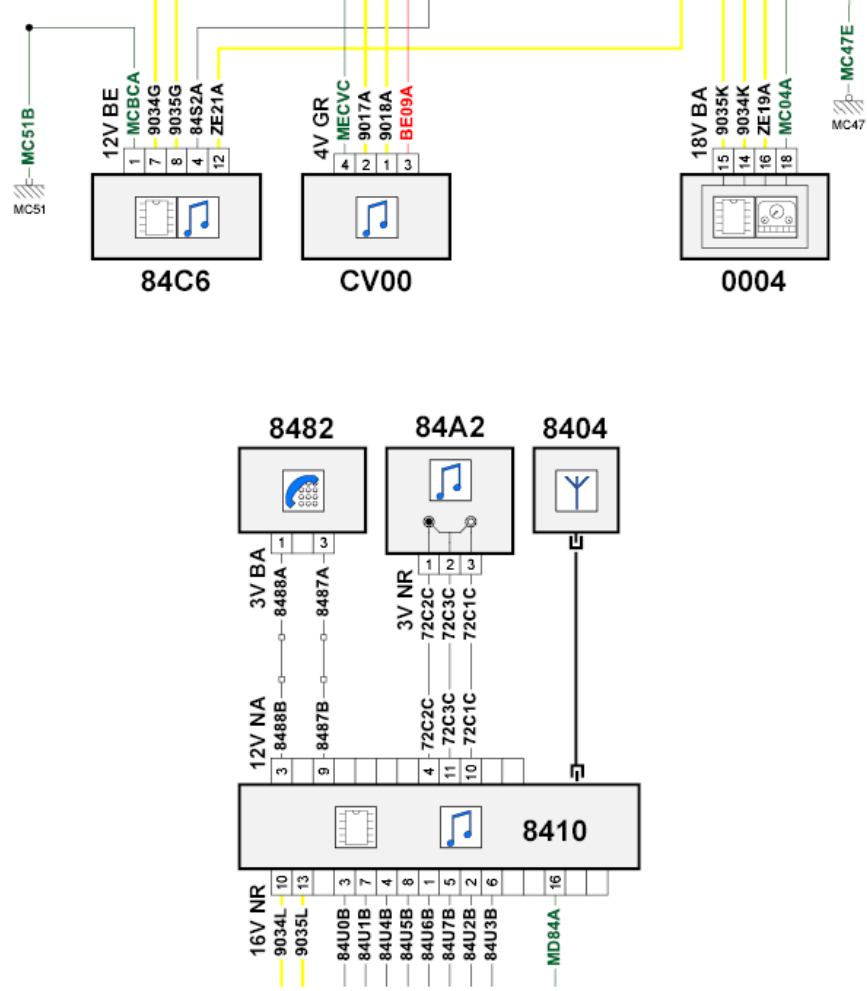 MC51B
MC51
12V BE
MCBCA
9034G
9035G
84S2A
ZE21A
1
7
8
4
12
84C6
4V GR
MECVC
9017A
9018A
BE09A
4
2
1
3
CV00
18V BA
9035K
9034K
ZE19A
MC04A
15
14
16
18
0004
MC47E
MC47
8482
84A2
8404
1
3
3V BA
8488A
8487A
1
2
3
3V NR
72C2C
72C3C
72C1C
12V NA
8488B
8487B
72C2C
72C3C
72C1C
3
9
4
11
10
8410
10
13
3
7
4
8
1
5
2
6
16
16V NR
9034L
9035L
84U0B
84U1B
84U4B
84U5B
84U6B
84U7B
84U2B
84U3B
MD84A